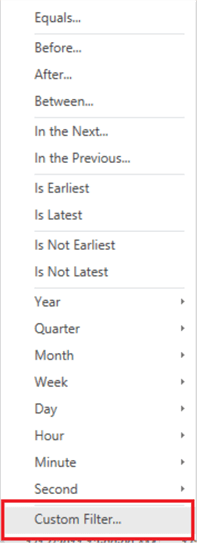 Equals...
Before...
After...
Between...
In the Next...
In the Previous...
Is Earliest
Is Latest
Is Not Earliest
Is Not Latest
Year
Quarter
Month
Week
Day
Hour
Minute
Second
Custom Filter...